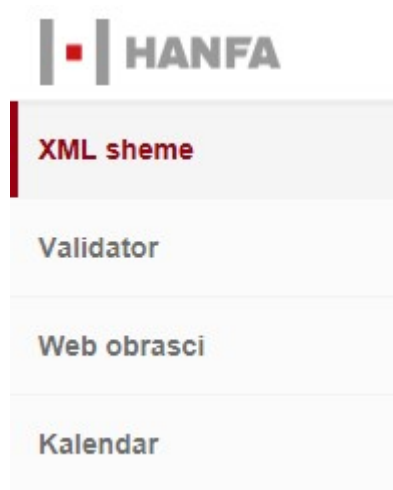 HANFA
XML sheme
Validator
Web obrasci
Kalendar